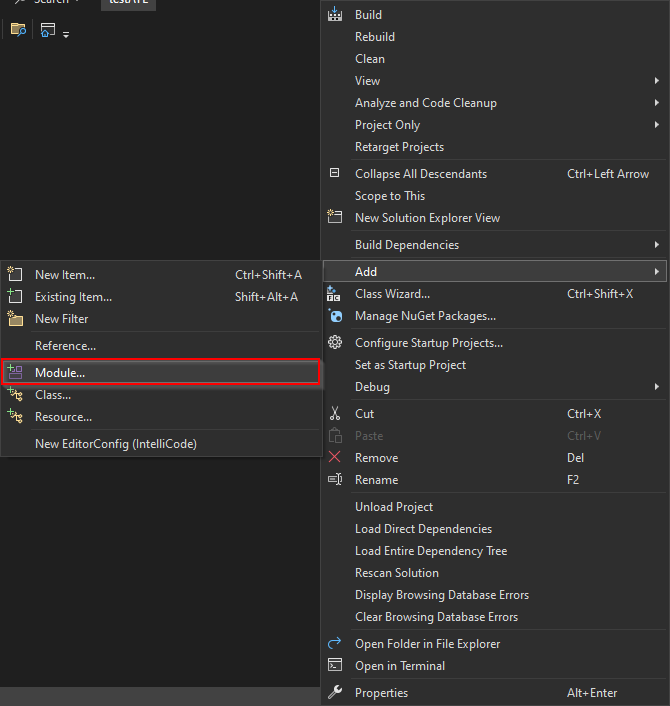 Search
testATL
Build
Rebuild
Clean
View
Analyze and Code Cleanup
Project Only
Retarget Projects
Collapse All Descendants Ctrl+Left Arrow
Scope to This
New Solution Explorer View
Build Dependencies
Add
Class Wizard... Ctrl+Shift+X
Manage NuGet Packages...
Configure Startup Projects...
Set as Startup Project
Debug
Cut Ctrl+X
Paste Ctrl+V
Remove Del
Rename F2
Unload Project
Load Direct Dependencies
Load Entire Dependency Tree
Rescan Solution
Display Browsing Database Errors
Clear Browsing Database Errors
Open Folder in File Explorer
Open in Terminal
Properties Alt+Enter
New Item... Ctrl+Shift+A
Existing Item... Shift+Alt+A
New Filter
Reference...
Module...
Class...
Resource...
New EditorConfig (IntelliCode)